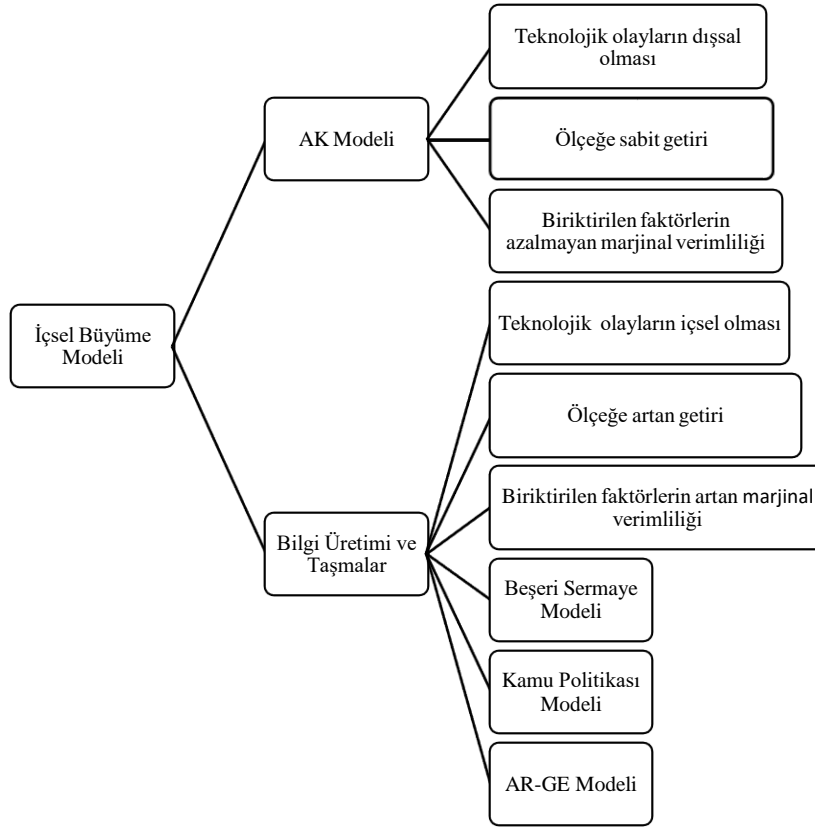 Teknolojik olayların dışsal
olması
AK Modeli
Ölçeğe sabit getiri
Biriktirilen faktörlerin
azalmayan marjinal verimliliği
İçsel Büyüme
Modeli
Teknolojik olayların içsel olması
Ölçeğe artan getiri
Biriktirilen faktörlerin artan marjinal
verimliliği
Bilgi Üretimi ve
Taşmalar
Beşeri Sermaye
Modeli
Kamu Politikası
Modeli
AR-GE Modeli